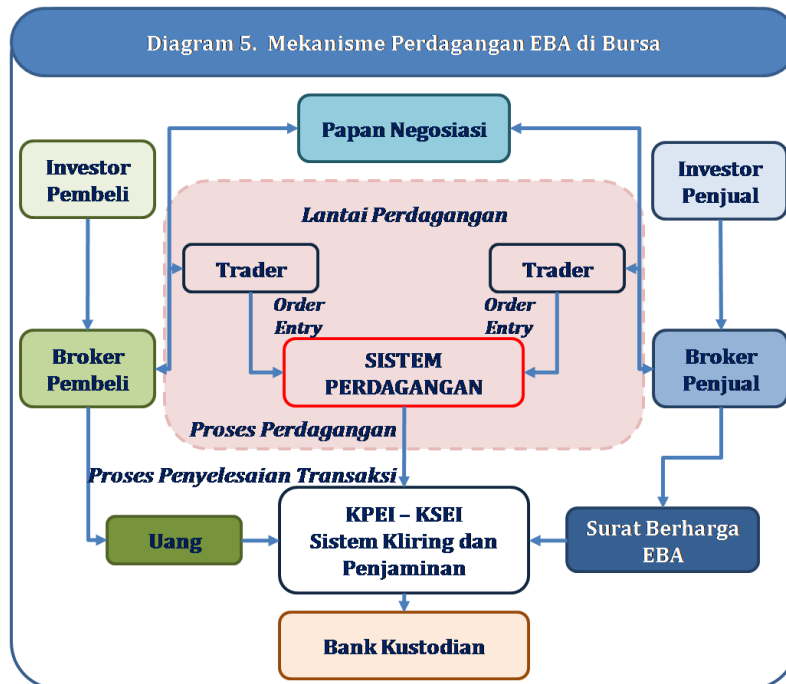 Diagram 5.  Mekanisme Perdagangan EBA di Bursa
Papan Negosiasi
Investor
Pembeli
Investor
Penjual
Lantai Perdagangan
Trader
Trader
Order
Entry
Order
Entry
Broker
Pembeli
SISTEM
PERDAGANGAN
Broker
Penjual
Proses Perdagangan
Proses Penyelesaian Transaksi
Uang
KPEI – KSEI
Sistem Kliring dan
Penjaminan
Surat Berharga
EBA
Bank Kustodian